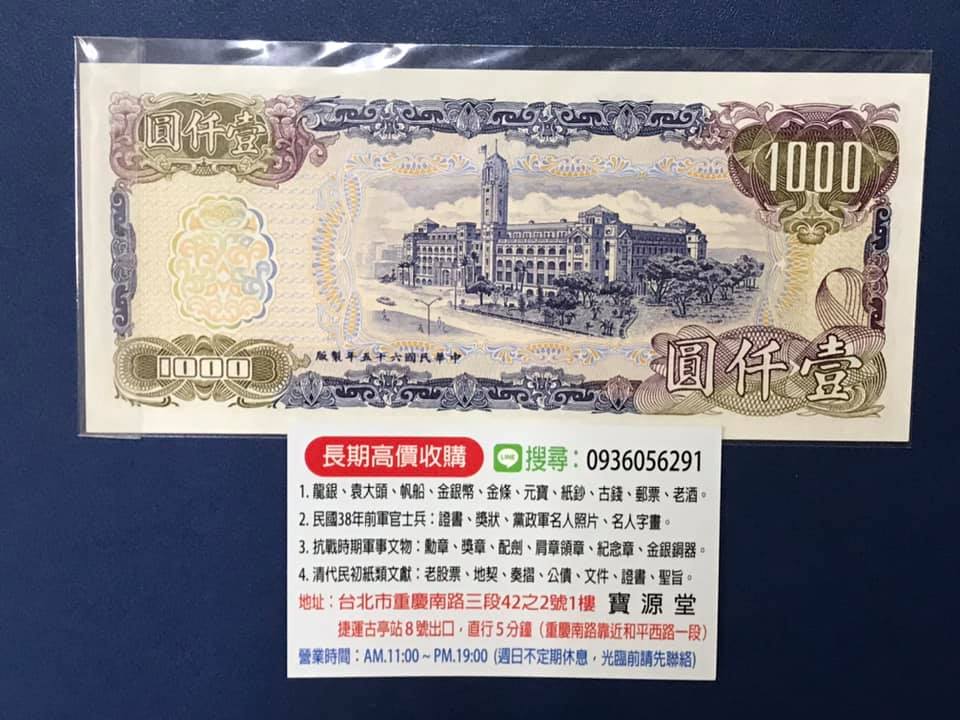 圓仟壹
1000
1000
版製年五十六國民華中
圓仟壹
長期高價收購 LINE 搜尋：0936056291
1. 龍銀、袁大頭、帆船、金銀幣、金條、元寶、紙鈔、古錢、郵票、老酒。
2. 民國38年前軍官士兵：證書、獎狀、黨政軍名人照片、名人字畫。
3. 抗戰時期軍事文物：勳章、獎章、配劍、肩章領章、紀念章、金銀銅器。
4. 清代民初紙類文獻：老股票、地契、奏摺、公債、文件、證書、聖旨。
地址：台北市重慶南路三段42之2號1樓 寶源堂
捷運古亭站8號出口，直行5分鐘（重慶南路靠近和平西路一段）
營業時間：AM.11:00 ~ PM.19:00 (週日不定期休息，光臨前請先聯絡)